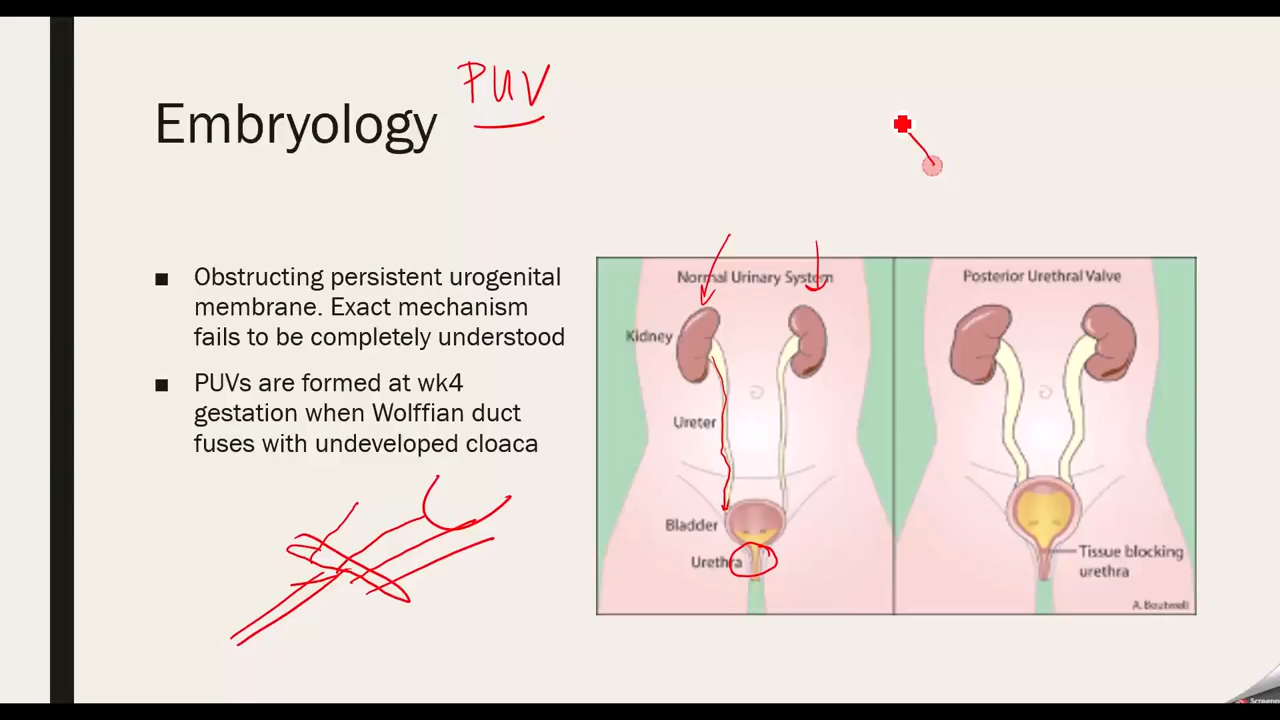 PUV
Embryology
■ Obstructing persistent urogenital
membrane. Exact mechanism
fails to be completely understood
■ PUVs are formed at wk4
gestation when Wolffian duct
fuses with undeveloped cloaca
Normal Urinary System
Kidney
Ureter
Bladder
Urethra
Posterior Urethral Valve
Tissue blocking
urethra
A. Boutwell